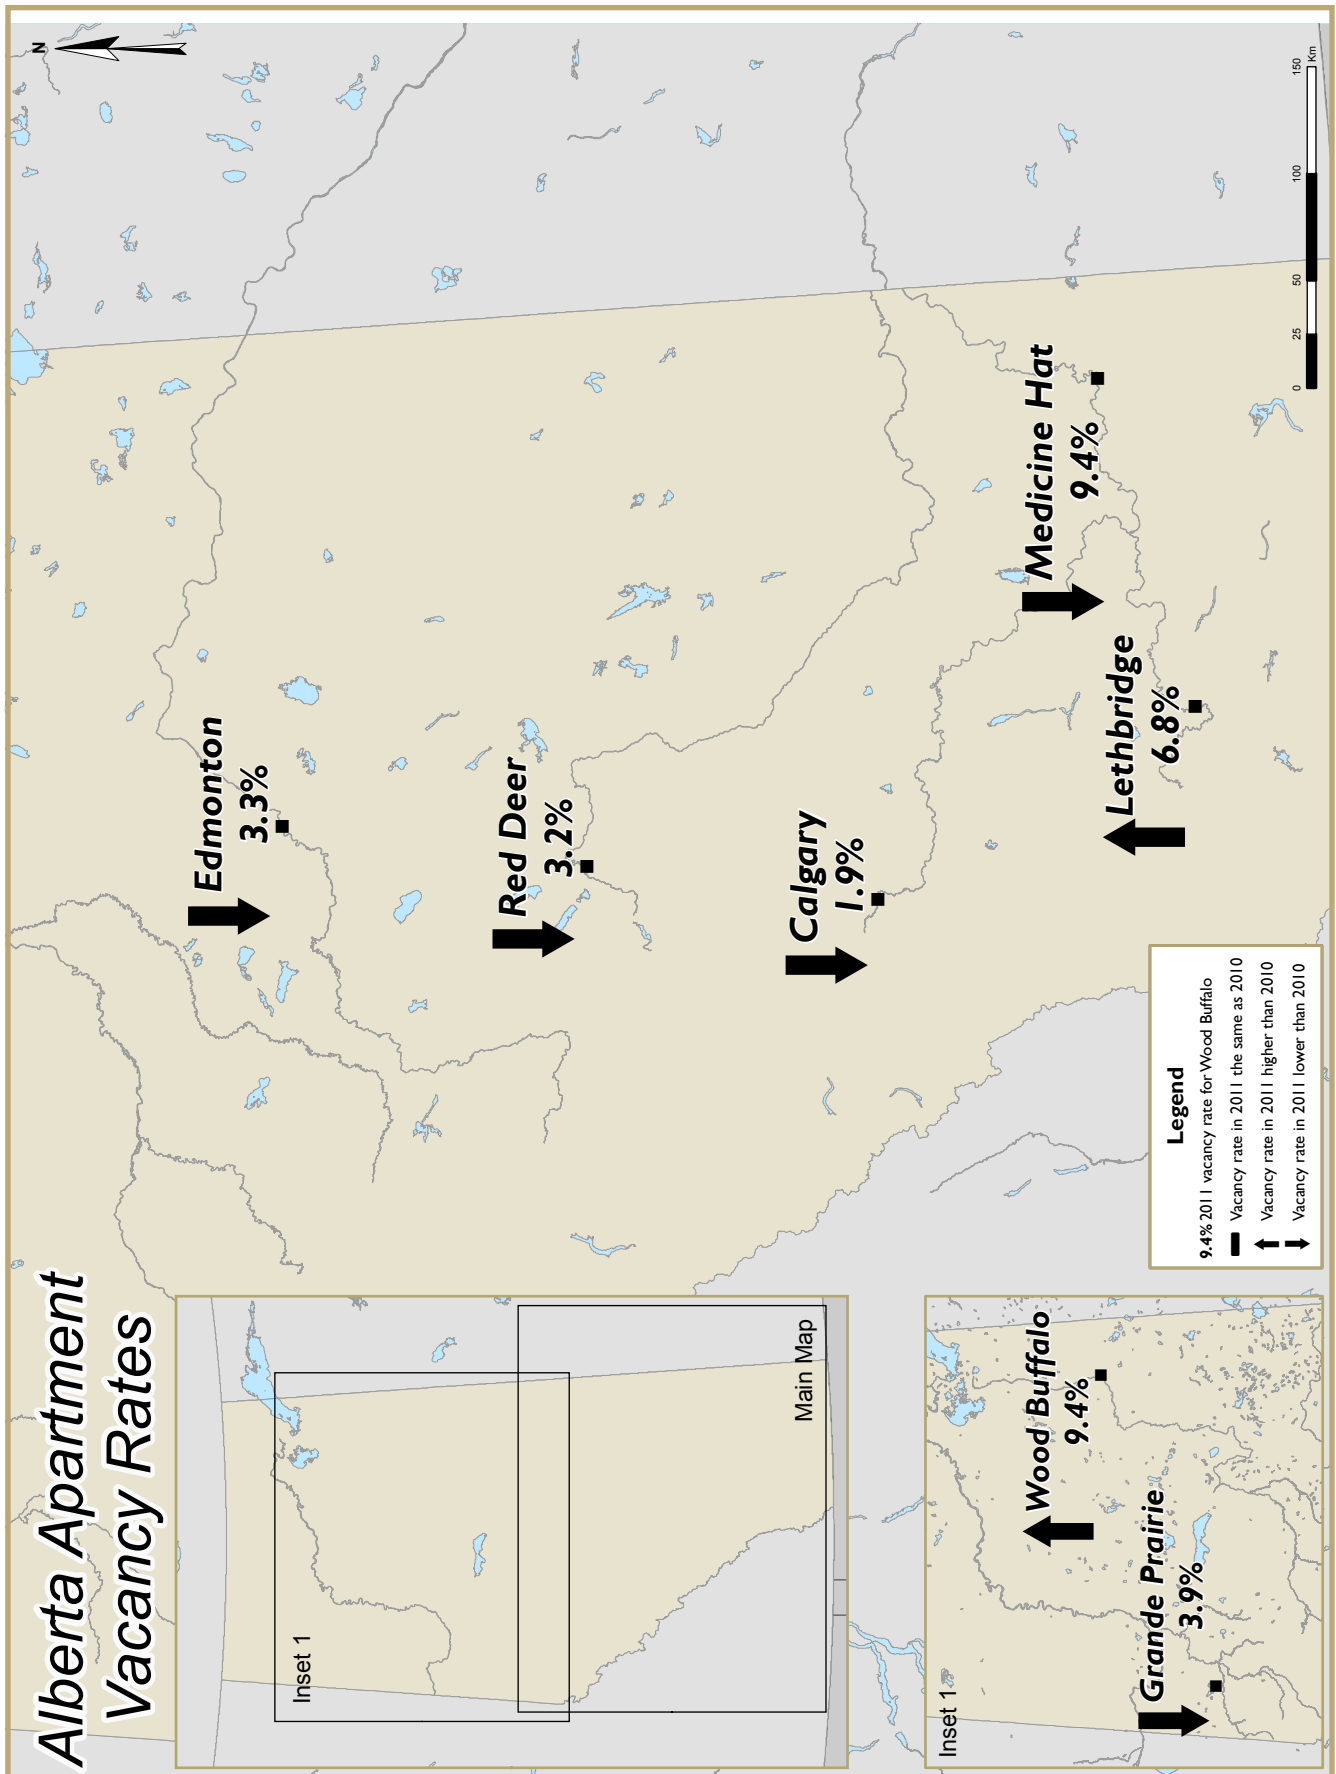 Alberta Apartment
Vacancy Rates
N
Edmonton
3.3%
Red Deer
3.2%
Calgary
1.9%
Medicine Hat
9.4%
Lethbridge
6.8%
Inset 1
Main Map
Inset 1
Wood Buffalo
9.4%
Grande Prairie
3.9%
Legend
9.4% 2011 vacancy rate for Wood Buffalo
Vacancy rate in 2011 the same as 2010
Vacancy rate in 2011 higher than 2010
Vacancy rate in 2011 lower than 2010
0 25 50 100 150
Km